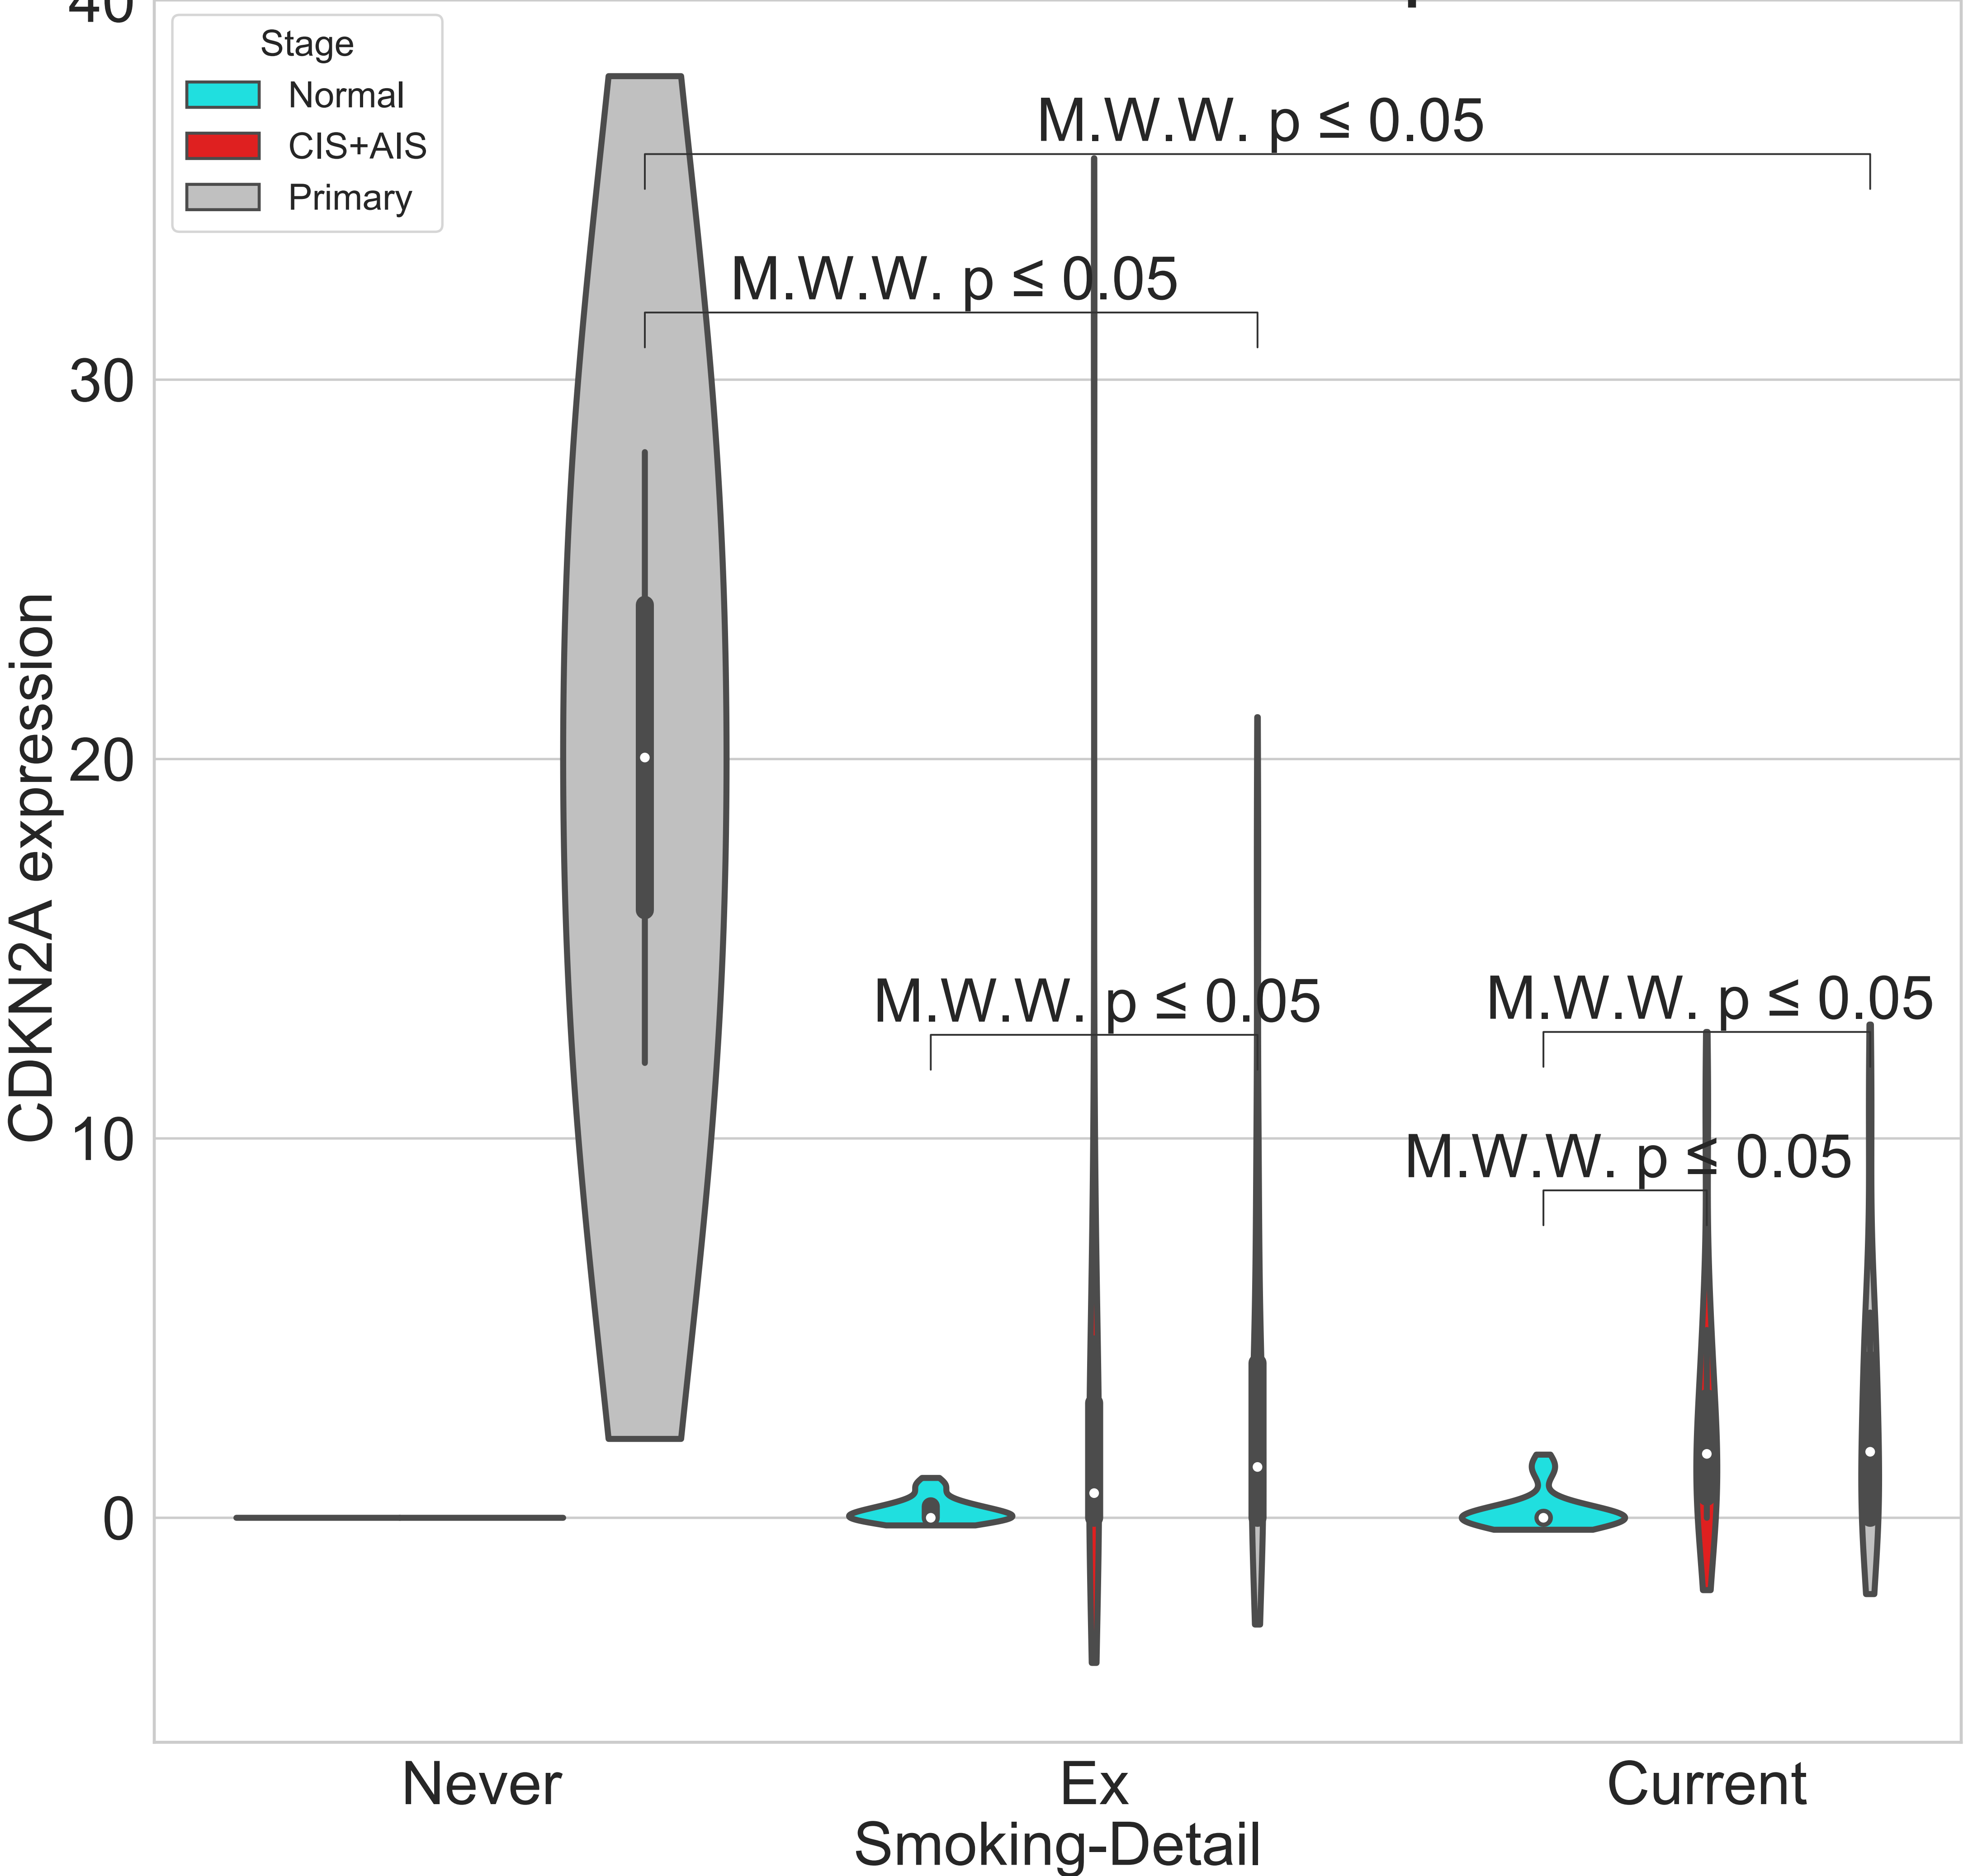 40
Stage
Normal
CIS+AIS
Primary
M.W.W. p ≤ 0.05
M.W.W. p ≤ 0.05
30
20
M.W.W. p ≤ 0.05
M.W.W. p ≤ 0.05
10
M.W.W. p ≤ 0.05
0
CDKN2A expression
Never
Ex
Current
Smoking-Detail